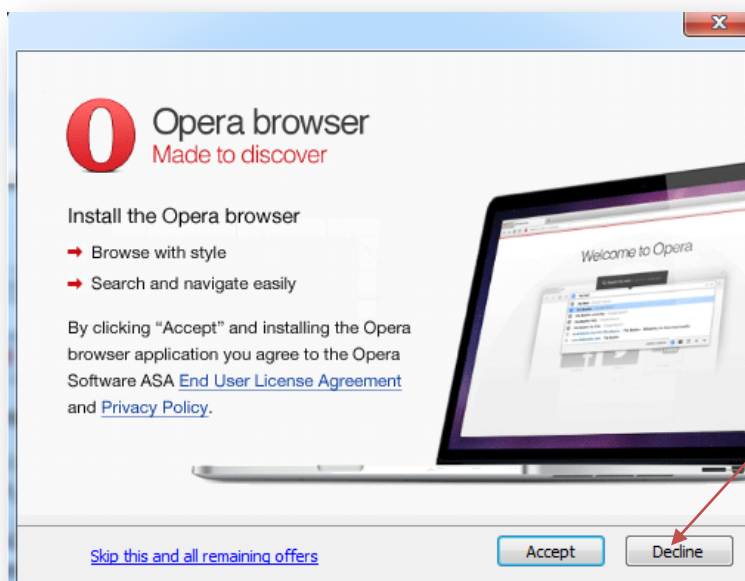 Opera browser
Made to discover
Install the Opera browser
Browse with style
Search and navigate easily
By clicking “Accept” and installing the Opera
browser application you agree to the Opera
Software ASA End User License Agreement
and Privacy Policy.
Welcome to Opera
Skip this and all remaining offers
Accept
Decline